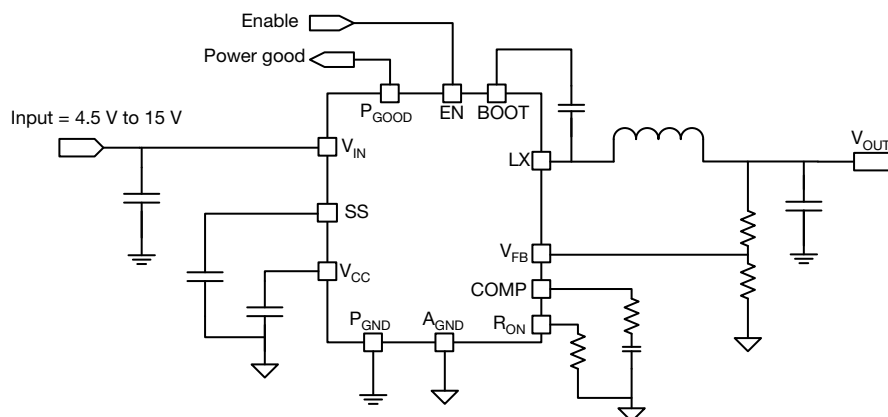 Enable
Power good
PGOOD
EN
BOOT
Input = 4.5 V to 15 V
VIN
LX
VOUT
SS
VFB
VCC
COMP
PGND
AGND
RON